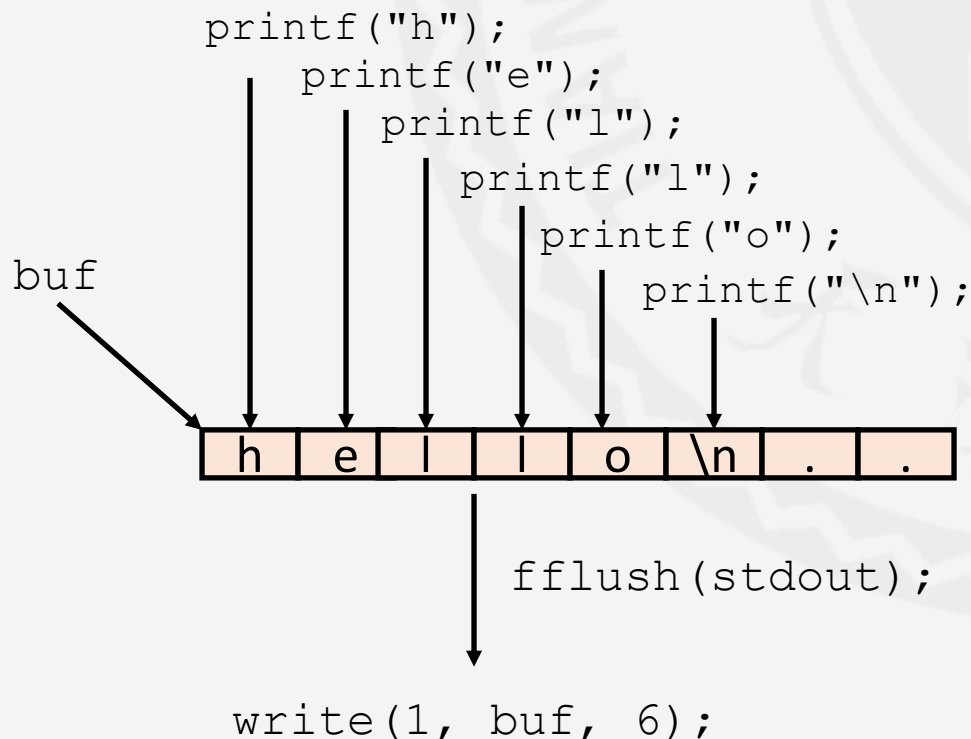 printf("h");
printf("e");
printf("l");
printf("l");
printf("o");
buf
printf("\n");
h e l l o \n . .
fflush(stdout);
write(1, buf, 6);